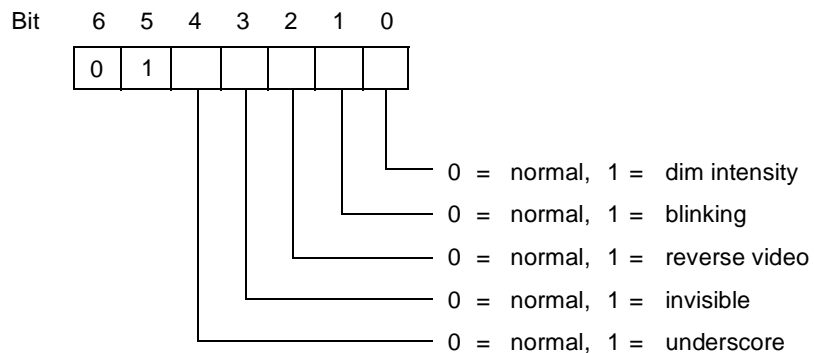 Bit 6 5 4 3 2 1 0
0 1
0 = normal, 1 = dim intensity
0 = normal, 1 = blinking
0 = normal, 1 = reverse video
0 = normal, 1 = invisible
0 = normal, 1 = underscore